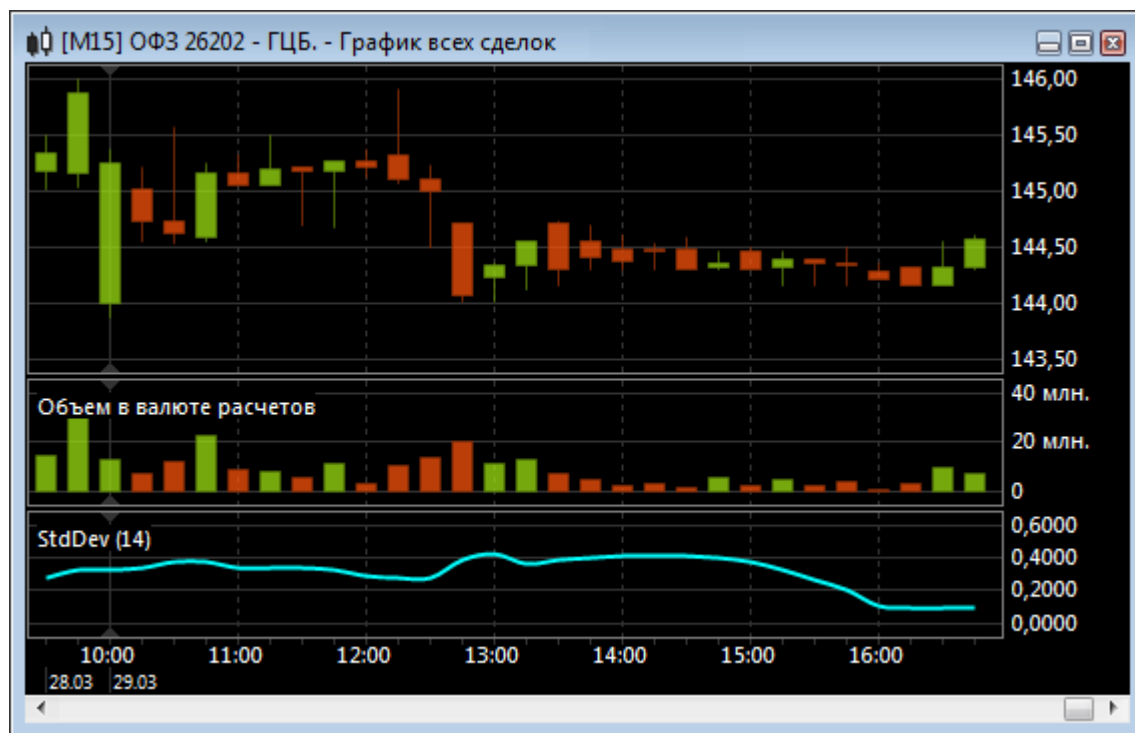 [M15] ОФЗ 26202 - ГЦБ. - График всех сделок
146,00
145,50
145,00
144,50
144,00
143,50
Объем в валюте расчетов
40 млн.
20 млн.
0
StdDev (14)
0,6000
0,4000
0,2000
0,0000
10:00 11:00 12:00 13:00 14:00 15:00 16:00
28.03 29.03